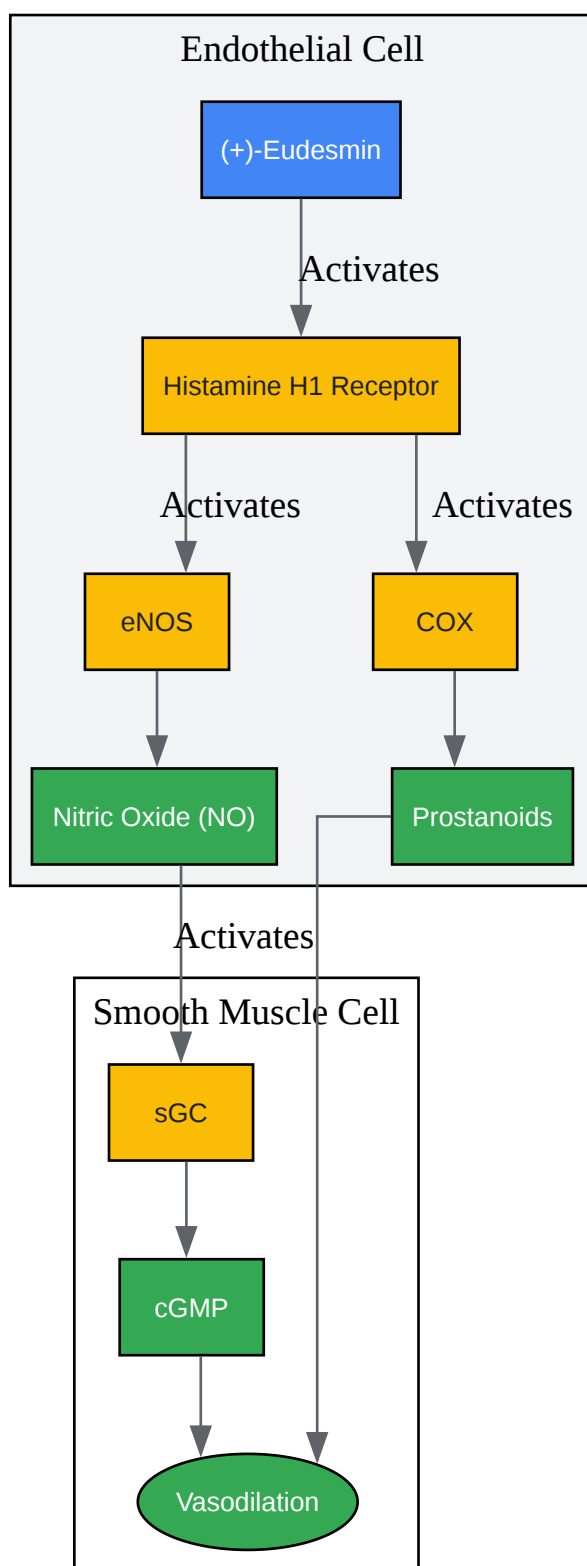 Endothelial Cell
(+)-Eudesmin
Activates
Histamine H1 Receptor
Activates
Activates
eNOS
COX
Nitric Oxide (NO)
Prostanoids
Activates
Smooth Muscle Cell
sGC
cGMP
Vasodilation